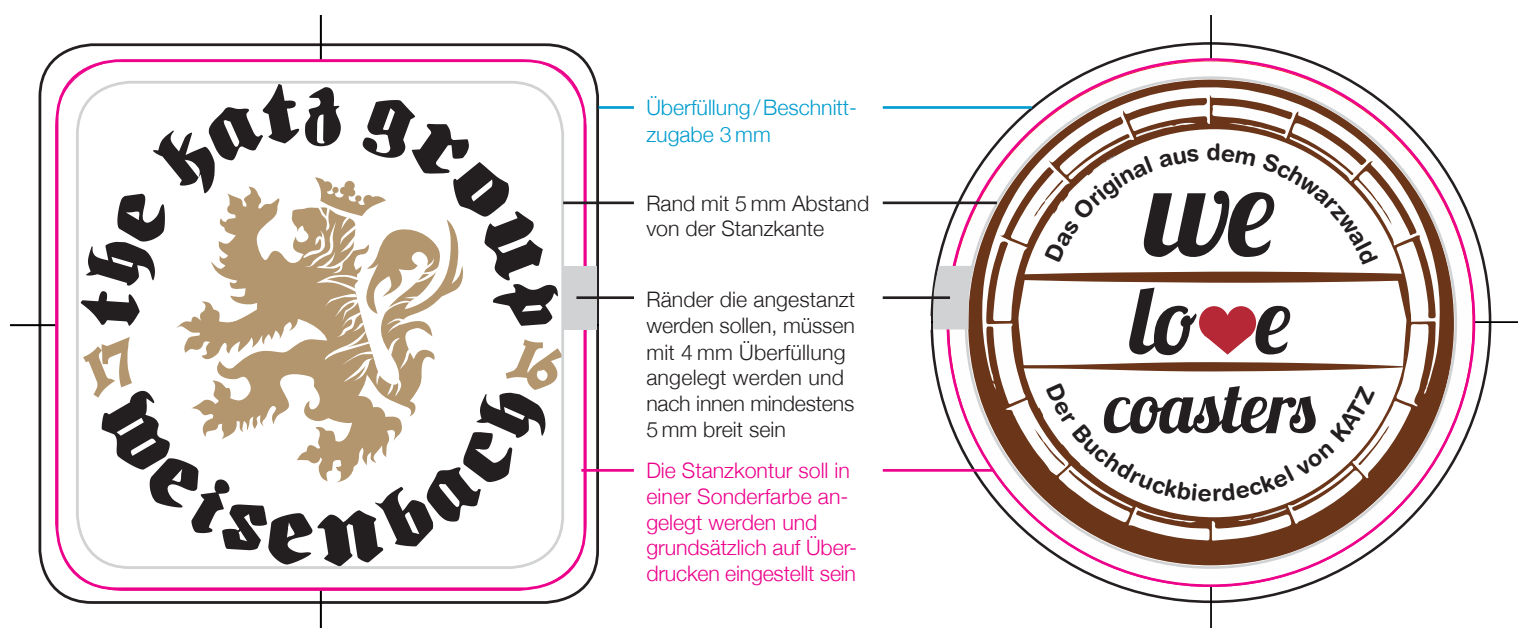 the katz group
17 16
weisenbach
Überfüllung / Beschnitt-
zugabe 3 mm
Rand mit 5 mm Abstand
von der Stanzkante
Ränder die angestanzt
werden sollen, müssen
mit 4 mm Überfüllung
angelegt werden und
nach innen mindestens
5 mm breit sein
Die Stanzkontur soll in
einer Sonderfarbe an-
gelegt werden und
grundsätzlich auf Über-
drucken eingestellt sein
Das Original aus dem Schwarzwald
we
lo❤e
coasters
Der Buchdruckbierdeckel von KATZ